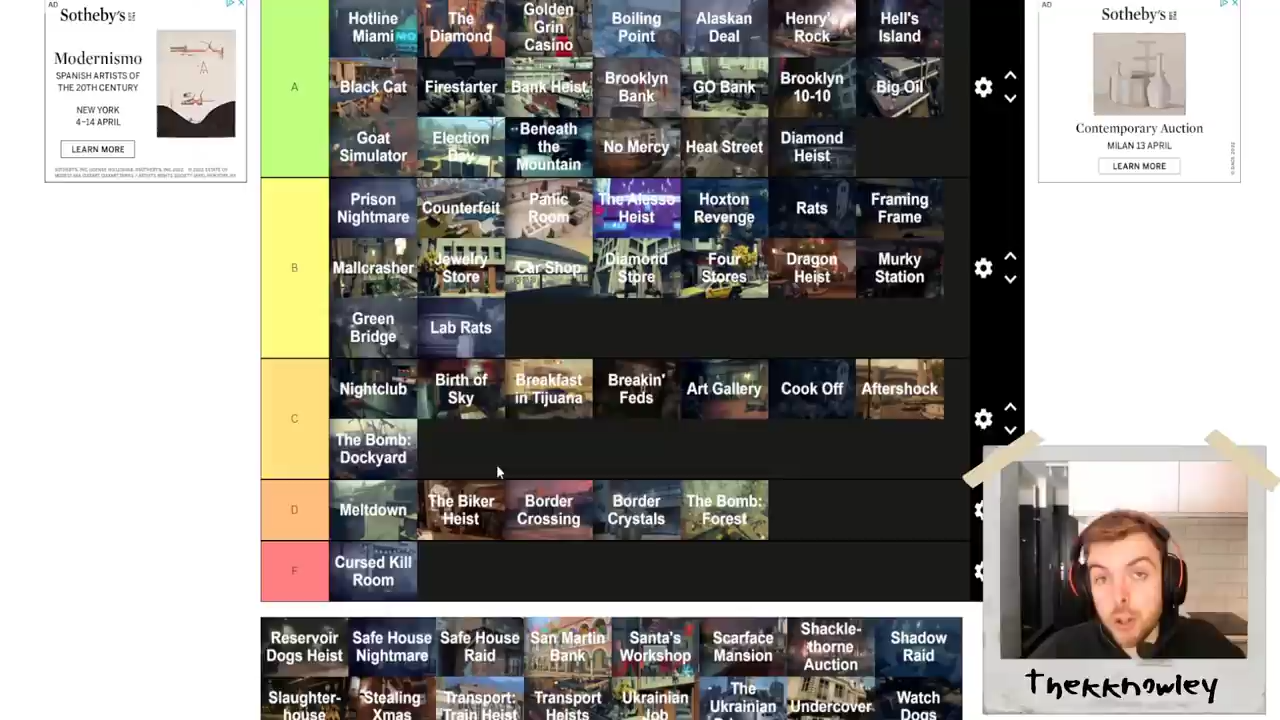 AD
Sotheby's
Modernismo
SPANISH ARTISTS OF
THE 20TH CENTURY
NEW YORK
4–14 APRIL
LEARN MORE
AD
Sotheby's
Contemporary Auction
MILAN 13 APRIL
LEARN MORE
A
Hotline
Miami
The
Diamond
Golden
Grin
Casino
Boiling
Point
Alaskan
Deal
Henry's
Rock
Hell's
Island
Black Cat
Firestarter
Bank Heist
Brooklyn
Bank
GO Bank
Brooklyn
10-10
Big Oil
Goat
Simulator
Election
Day
Beneath
the
Mountain
No Mercy
Heat Street
Diamond
Heist
B
Prison
Nightmare
Counterfeit
Panic
Room
The Alesso
Heist
Hoxton
Revenge
Rats
Framing
Frame
Mallcrasher
Jewelry
Store
Car Shop
Diamond
Store
Four
Stores
Dragon
Heist
Murky
Station
Green
Bridge
Lab Rats
C
Nightclub
Birth of
Sky
Breakfast
in Tijuana
Breakin'
Feds
Art Gallery
Cook Off
Aftershock
The Bomb:
Dockyard
D
Meltdown
The Biker
Heist
Border
Crossing
Border
Crystals
The Bomb:
Forest
F
Cursed Kill
Room
Reservoir
Dogs Heist
Safe House
Nightmare
Safe House
Raid
San Martin
Bank
Santa's
Workshop
Scarface
Mansion
Shackle-
thorne
Auction
Shadow
Raid
Slaughter-
house
Stealing
Xmas
Transport:
Train Heist
Transport
Heists
Ukrainian
Job
The
Ukrainian
Undercover
Watch
Dogs
Thekknowley